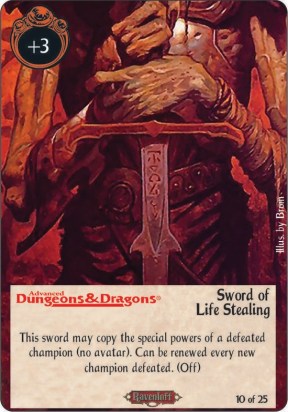 +3
Illus. by Brom
Advanced
Dungeons&Dragons®
Sword of
Life Stealing
This sword may copy the special powers of a defeated
champion (no avatar). Can be renewed every new
champion defeated. (Off)
Ravenloft
10 of 25